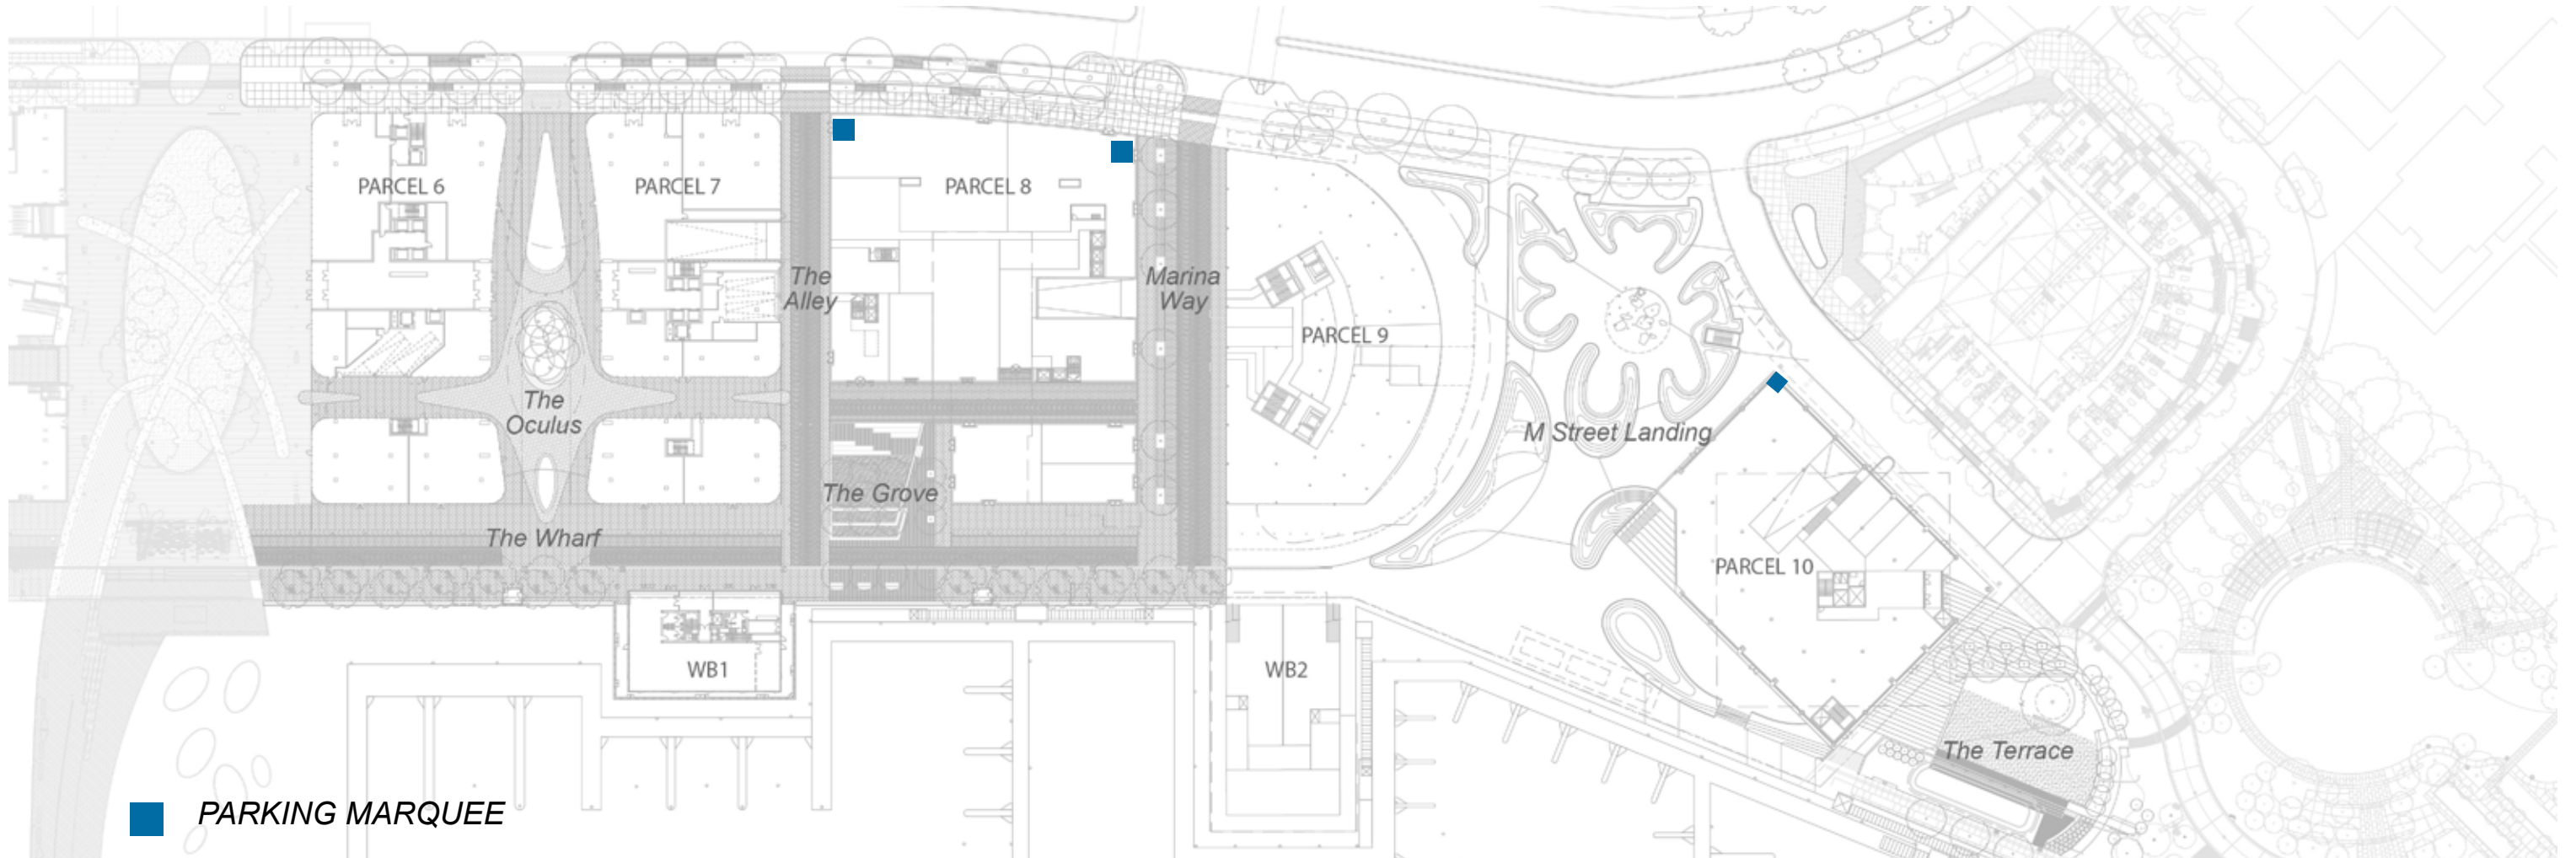 PARCEL 6
PARCEL 7
PARCEL 8
The
Alley
Marina
Way
PARCEL 9
The
Oculus
M Street Landing
The Grove
The Wharf
PARCEL 10
WB1
WB2
The Terrace
PARKING MARQUEE